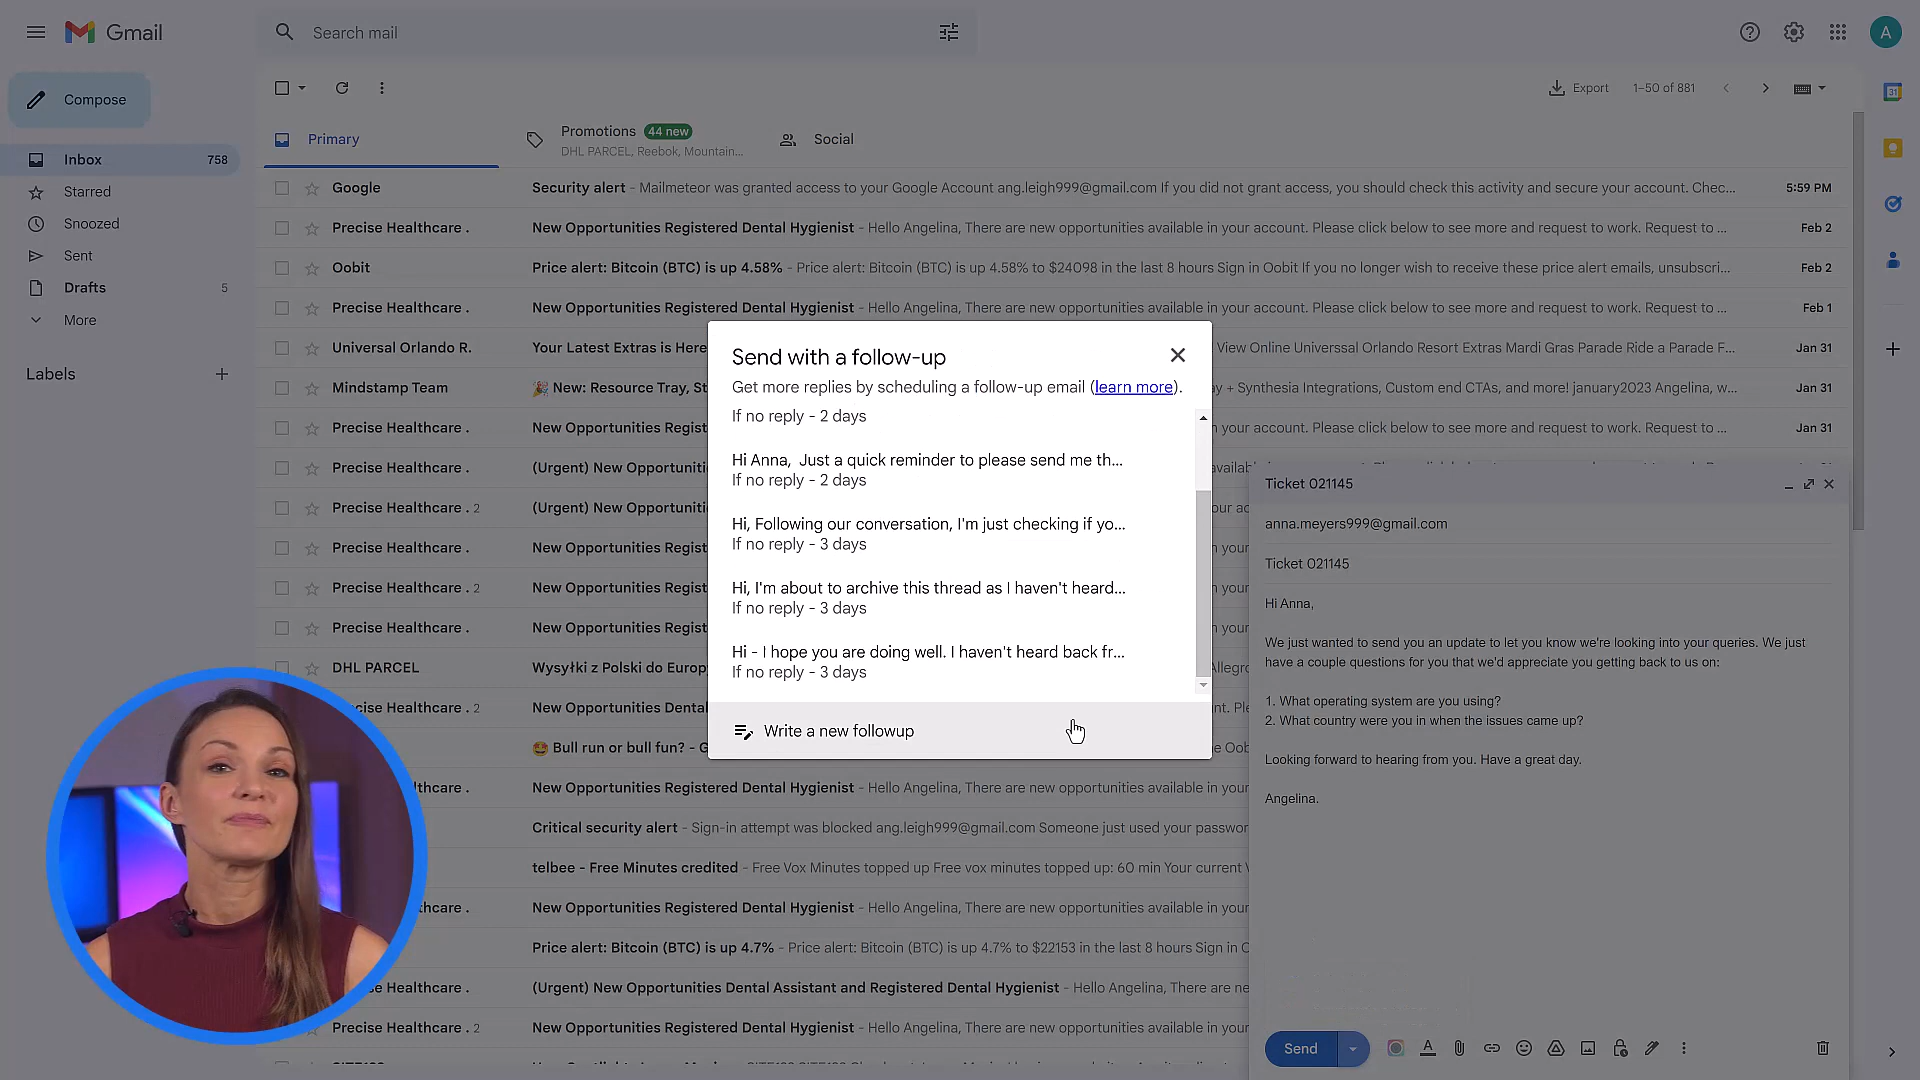 Gmail
Search mail
A
Compose
Inbox 758
Starred
Snoozed
Sent
Drafts 5
More
Labels
Export
1–50 of 881
31
Primary
Promotions 44 new
DHL PARCEL, Reebok, Mountain...
Social
Google Security alert - Mailmeteor was granted access to your Google Account ang.leigh999@gmail.com If you did not grant access, you should check this activity and secure your account. Chec... 5:59 PM
Precise Healthcare . New Opportunities Registered Dental Hygienist - Hello Angelina, There are new opportunities available in your account. Please click below to see more and request to work. Request to ... Feb 2
Oobit Price alert: Bitcoin (BTC) is up 4.58% - Price alert: Bitcoin (BTC) is up 4.58% to $24098 in the last 8 hours Sign in Oobit If you no longer wish to receive these price alert emails, unsubscri... Feb 2
Precise Healthcare . New Opportunities Registered Dental Hygienist - Hello Angelina, There are new opportunities available in your account. Please click below to see more and request to work. Request to ... Feb 1
Universal Orlando R. Your Latest Extras is Here View Online Universsal Orlando Resort Extras Mardi Gras Parade Ride a Parade F... Jan 31
Mindstamp Team 🎉 New: Resource Tray, St y + Synthesia Integrations, Custom end CTAs, and more! january2023 Angelina, w... Jan 31
Precise Healthcare . New Opportunities Regist n your account. Please click below to see more and request to work. Request to ... Jan 31
Precise Healthcare . (Urgent) New Opportuniti
Precise Healthcare . 2 (Urgent) New Opportuniti
Precise Healthcare . New Opportunities Regist
Precise Healthcare . 2 New Opportunities Regist
Precise Healthcare . New Opportunities Regist
DHL PARCEL Wysyłki z Polski do Europy Allegro
hcare . 2 New Opportunities Dental nt. Ple
🤩 Bull run or bull fun? - G he Oob
hcare . New Opportunities Registered Dental Hygienist - Hello Angelina, There are new opportunities available in your
Critical security alert - Sign-in attempt was blocked ang.leigh999@gmail.com Someone just used your passwor
telbee - Free Minutes credited - Free Vox Minutes topped up Free vox minutes topped up: 60 min Your current V
hcare . New Opportunities Registered Dental Hygienist - Hello Angelina, There are new opportunities available in your
Price alert: Bitcoin (BTC) is up 4.7% - Price alert: Bitcoin (BTC) is up 4.7% to $22153 in the last 8 hours Sign in O
thcare . (Urgent) New Opportunities Dental Assistant and Registered Dental Hygienist - Hello Angelina, There are ne
Precise Healthcare . 2 New Opportunities Registered Dental Hygienist - Hello Angelina, There are new opportunities available in your
Send with a follow-up
Get more replies by scheduling a follow-up email (learn more).
If no reply - 2 days
Hi Anna, Just a quick reminder to please send me th...
If no reply - 2 days
Hi, Following our conversation, I'm just checking if yo...
If no reply - 3 days
Hi, I'm about to archive this thread as I haven't heard...
If no reply - 3 days
Hi - I hope you are doing well. I haven't heard back fr...
If no reply - 3 days
Write a new followup
Ticket 021145
anna.meyers999@gmail.com
Ticket 021145
Hi Anna,
We just wanted to send you an update to let you know we're looking into your queries. We just
have a couple questions for you that we'd appreciate you getting back to us on:
1. What operating system are you using?
2. What country were you in when the issues came up?
Looking forward to hearing from you. Have a great day.
Angelina.
Send